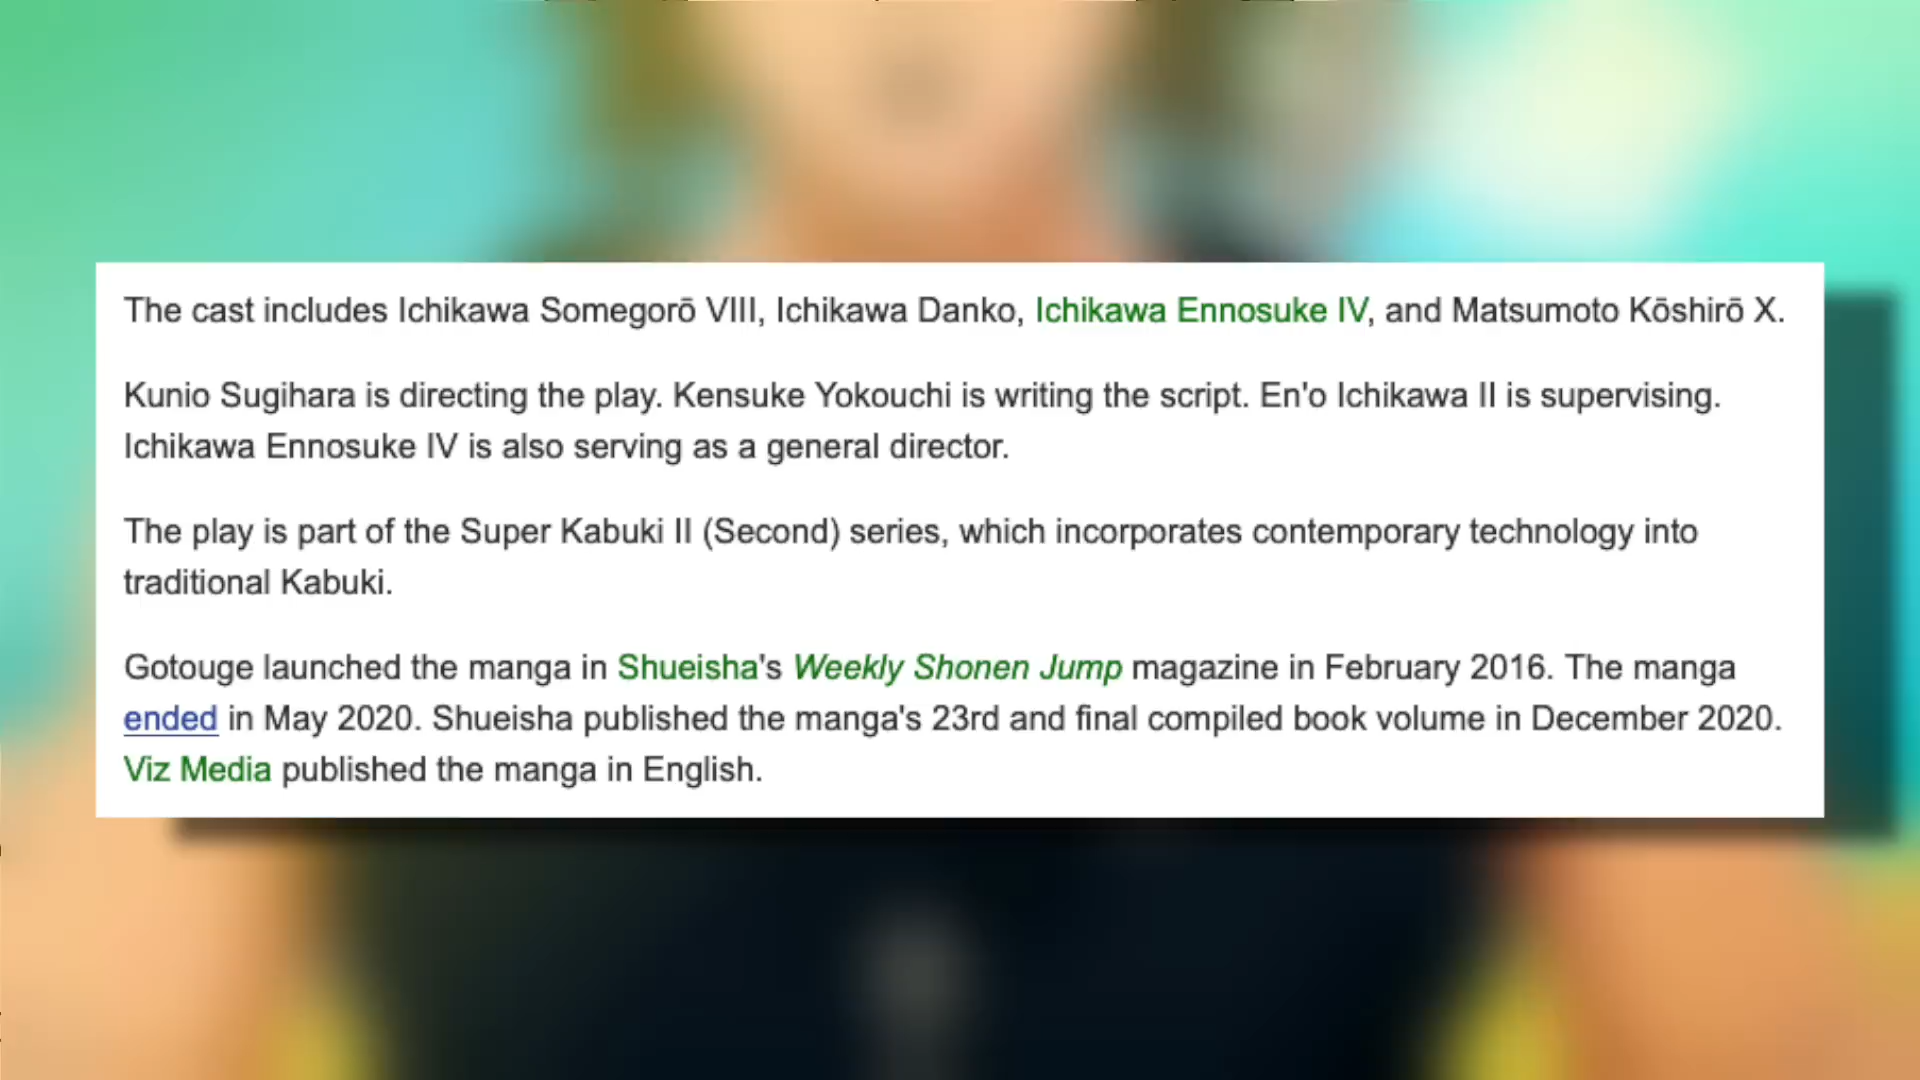 The cast includes Ichikawa Somegorō VIII, Ichikawa Danko, Ichikawa Ennosuke IV, and Matsumoto Kōshirō X.
Kunio Sugihara is directing the play. Kensuke Yokouchi is writing the script. En'o Ichikawa II is supervising.
Ichikawa Ennosuke IV is also serving as a general director.
The play is part of the Super Kabuki II (Second) series, which incorporates contemporary technology into
traditional Kabuki.
Gotouge launched the manga in Shueisha's Weekly Shonen Jump magazine in February 2016. The manga
ended in May 2020. Shueisha published the manga's 23rd and final compiled book volume in December 2020.
Viz Media published the manga in English.